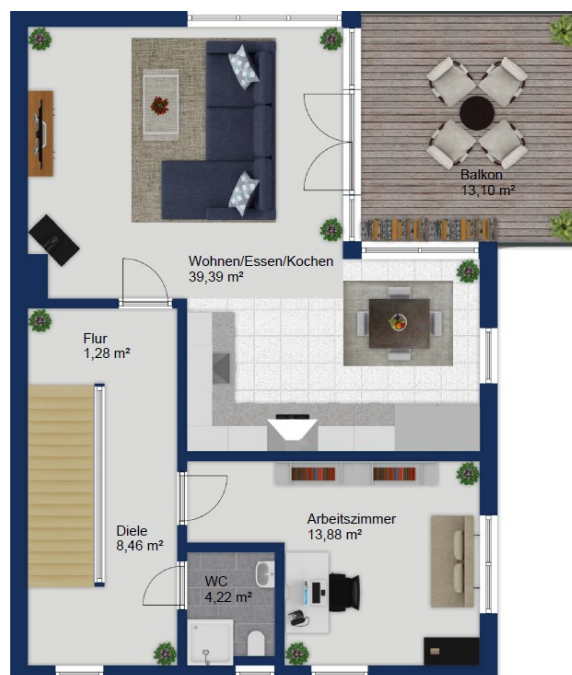 Balkon
13,10 m²
Wohnen/Essen/Kochen
39,39 m²
Flur
1,28 m²
Arbeitszimmer
13,88 m²
Diele
8,46 m²
WC
4,22 m²